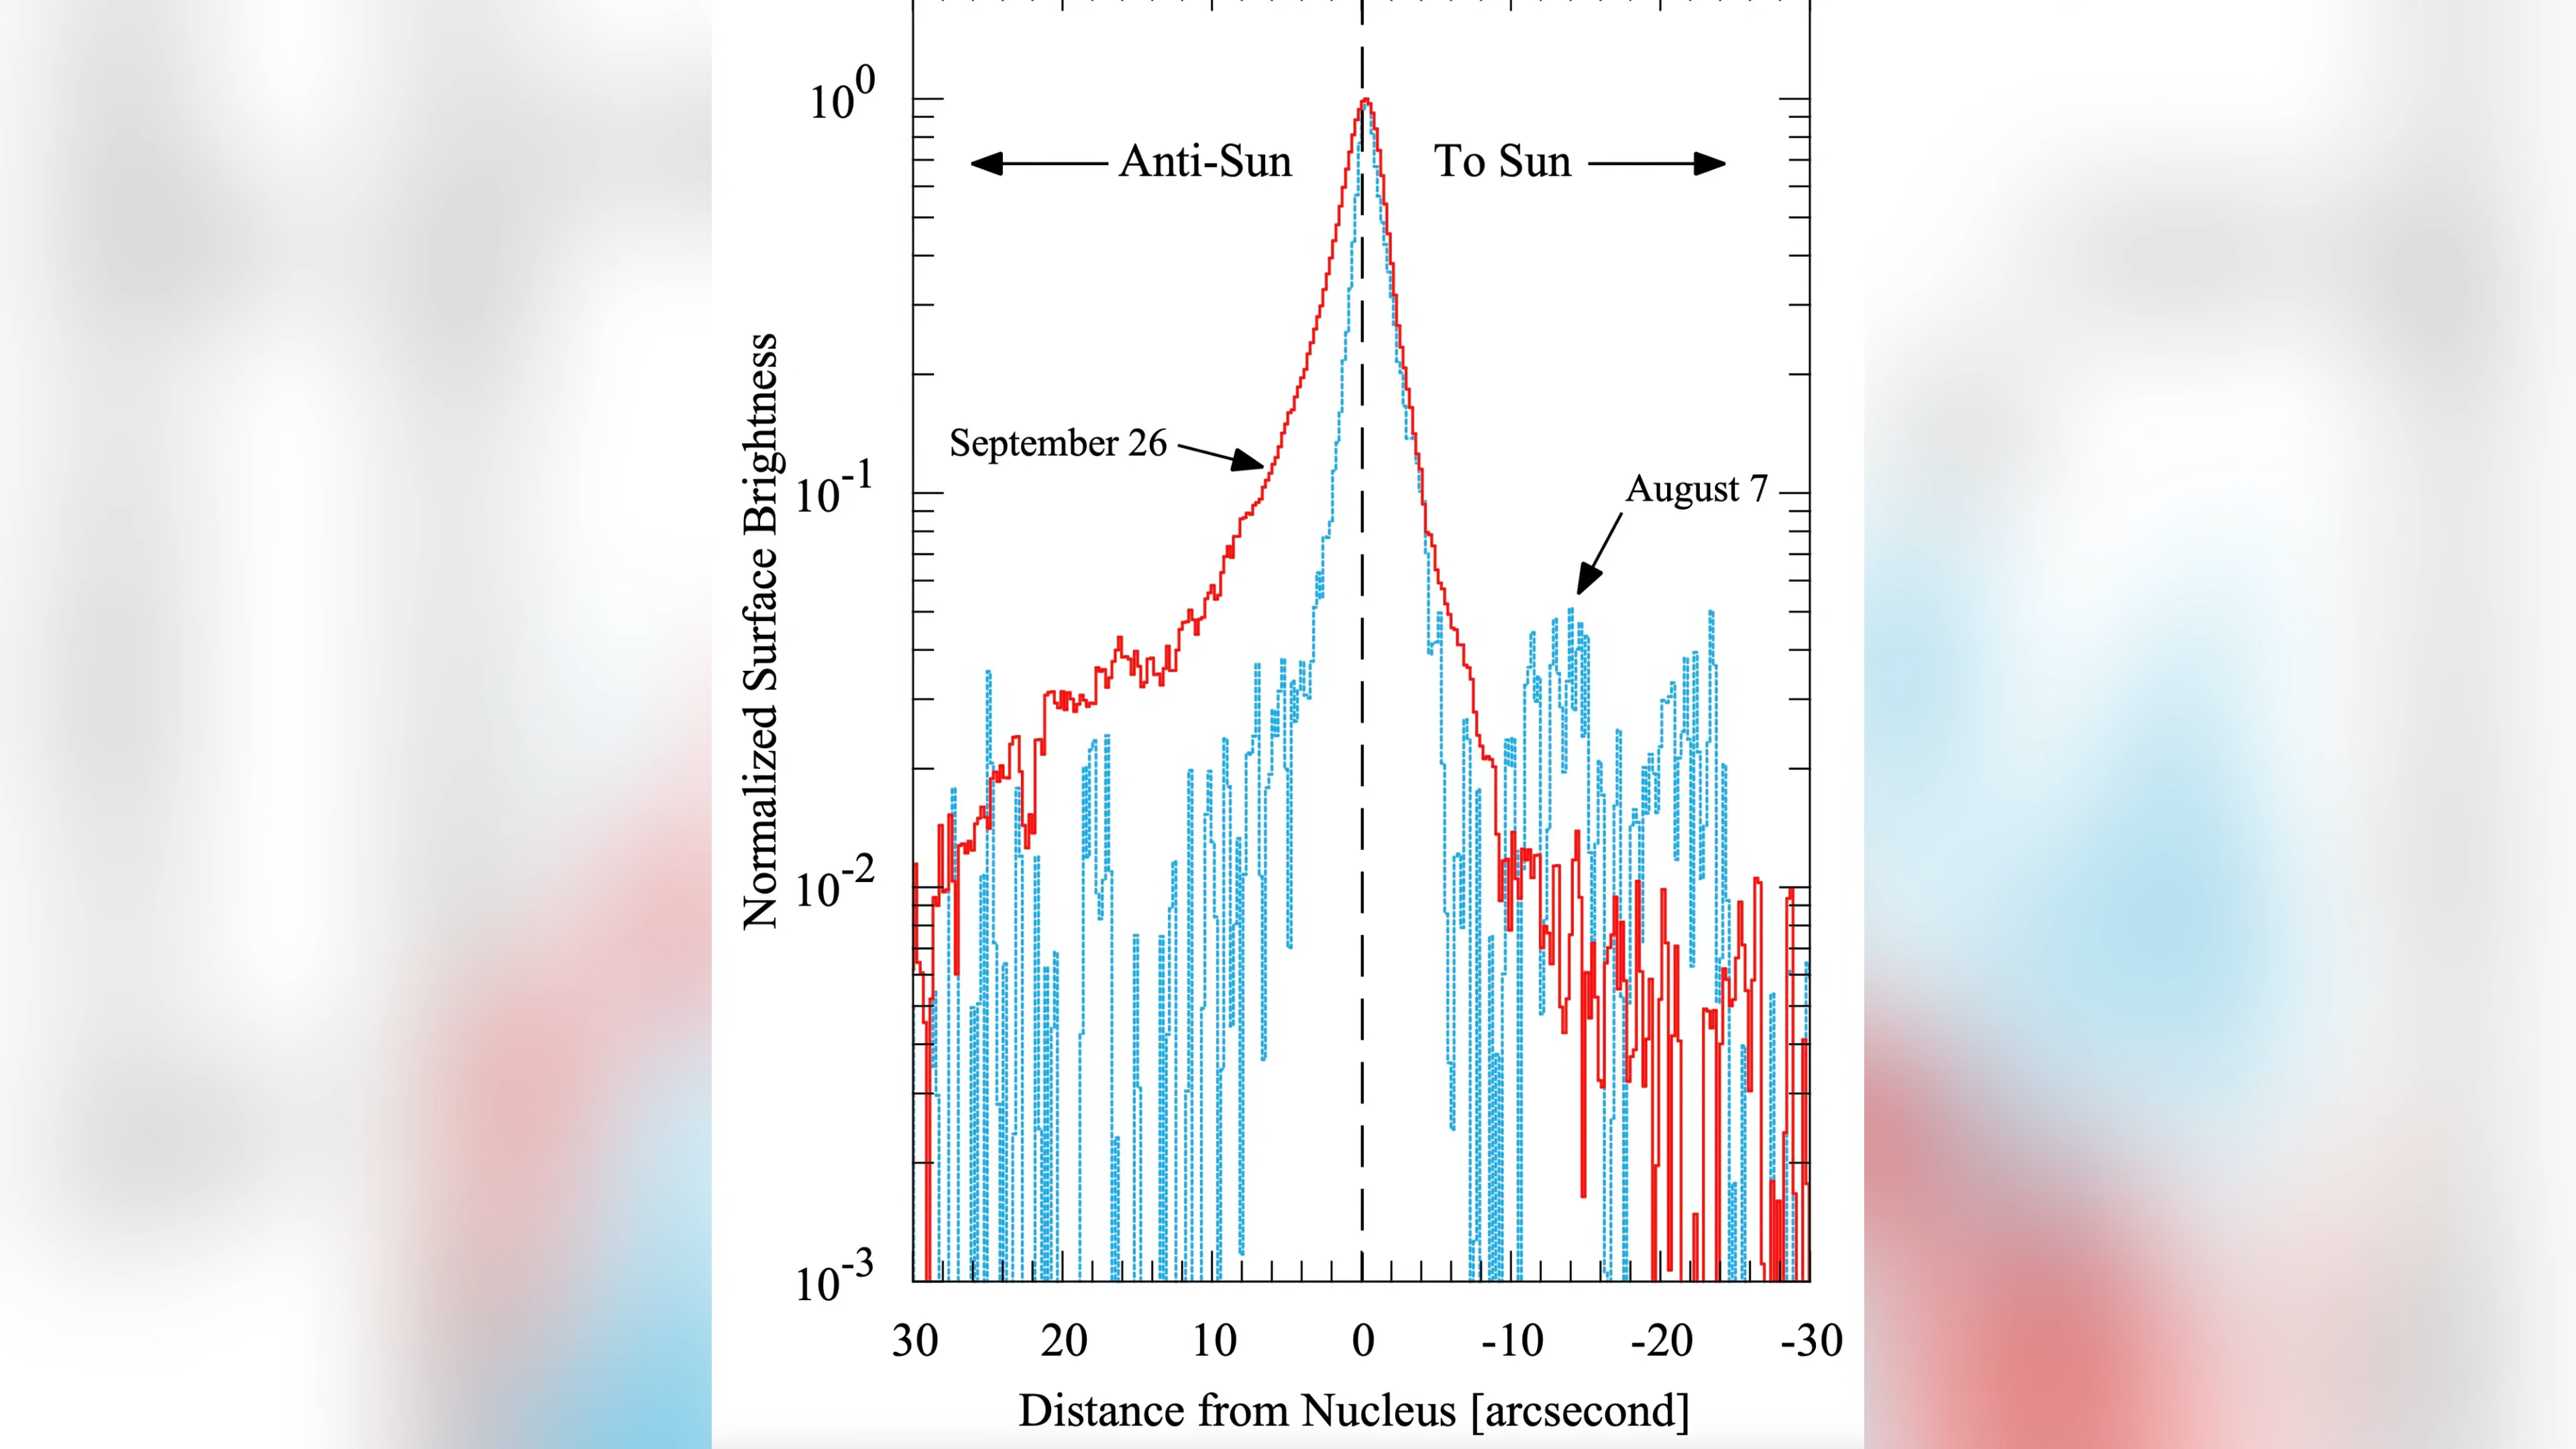 10^0
Anti-Sun
To Sun
September 26
August 7
10^-1
Normalized Surface Brightness
10^-2
10^-3
30 20 10 0 -10 -20 -30
Distance from Nucleus [arcsecond]